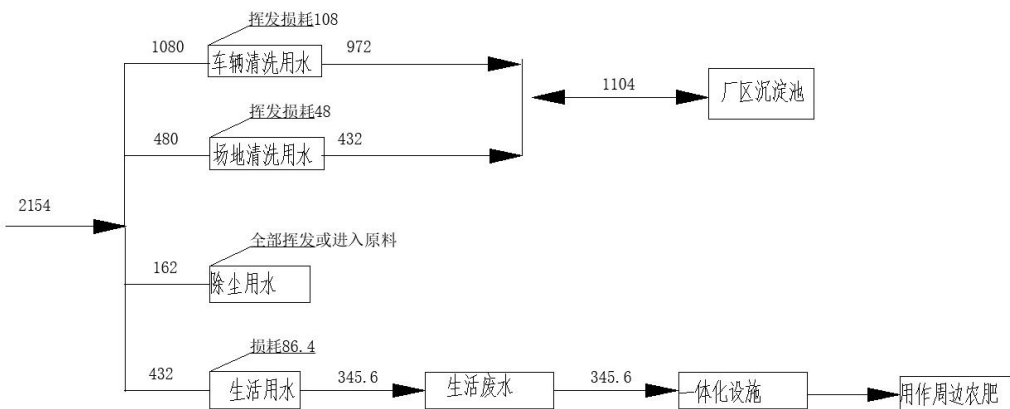 挥发损耗108
1080
车辆清洗用水
972
1104
厂区沉淀池
挥发损耗48
480
场地清洗用水
432
2154
全部挥发或进入原料
162
除尘用水
损耗86.4
432
生活用水
345.6
生活废水
345.6
一体化设施
用作周边农肥